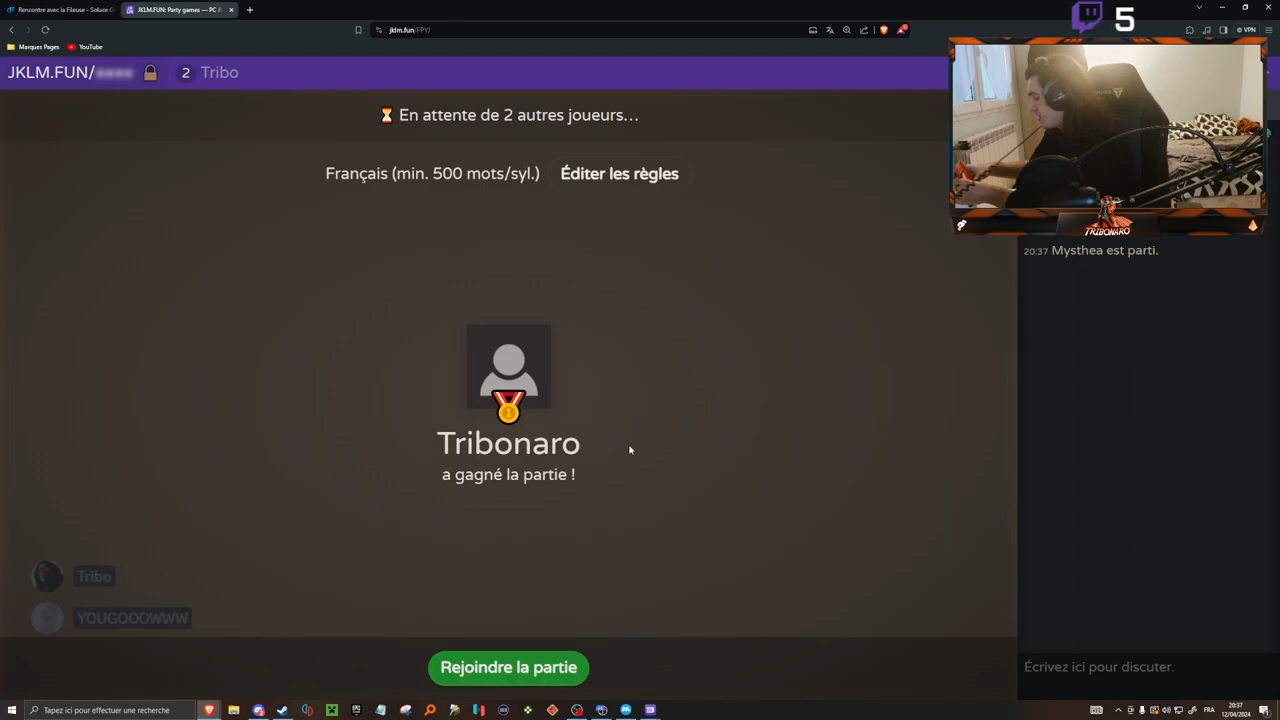 Rencontre avec la Fileuse - Soluce G
JKLM.FUN: Party games — PC &
5
jklm.fun/FPYJ
VPN
Marques Pages
YouTube
JKLM.FUN/
2
Tribo
En attente de 2 autres joueurs…
Français (min. 500 mots/syl.)
Éditer les règles
TRIBONARO
20:37 Mysthea est parti.
1
Tribonaro
a gagné la partie !
Tribo
YOUGOOOWWW
Rejoindre la partie
Écrivez ici pour discuter.
Tapez ici pour effectuer une recherche
FRA
20:37
12/04/2024